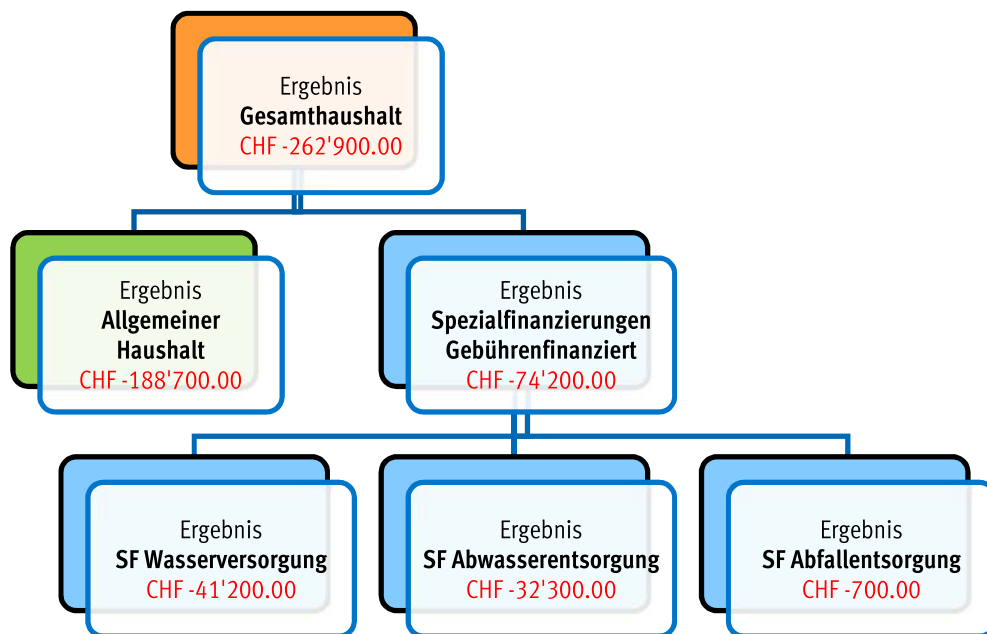 Ergebnis
Gesamthaushalt
CHF -262'900.00
Ergebnis
Allgemeiner
Haushalt
CHF -188'700.00
Ergebnis
Spezialfinanzierungen
Gebührenfinanziert
CHF -74'200.00
Ergebnis
SF Wasserversorgung
CHF -41'200.00
Ergebnis
SF Abwasserentsorgung
CHF -32'300.00
Ergebnis
SF Abfallentsorgung
CHF -700.00